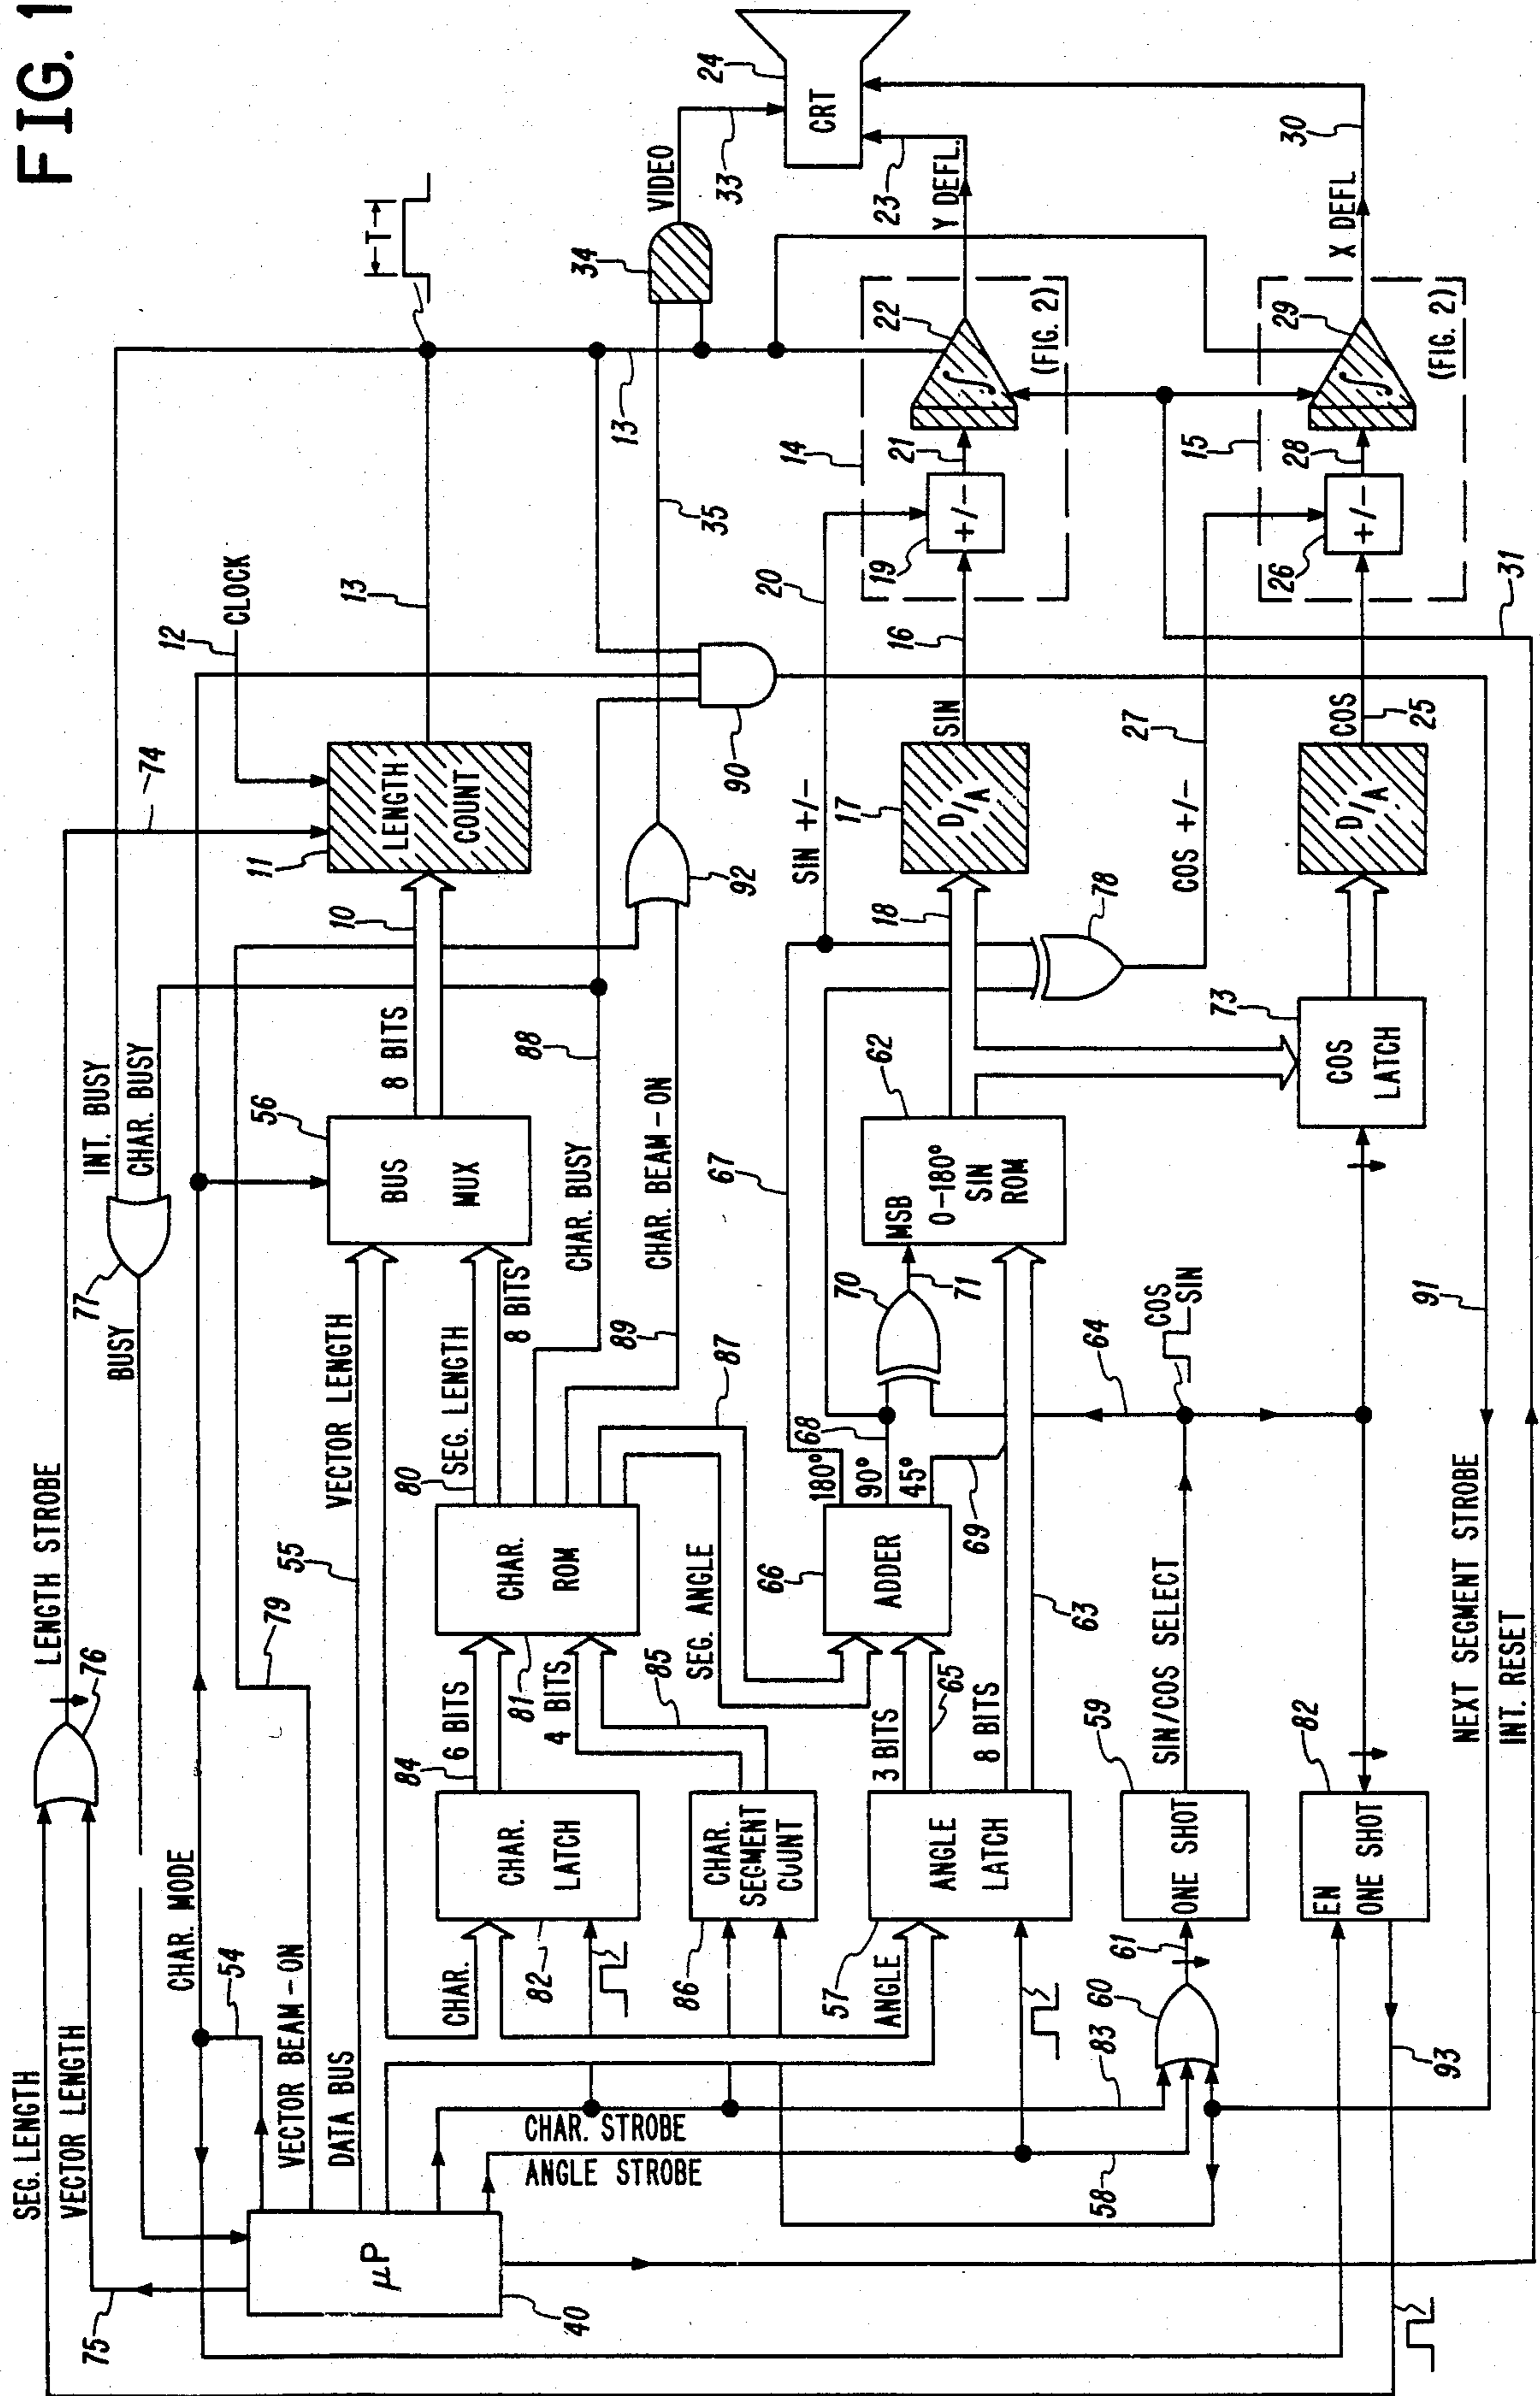 FIG. 1
SEG. LENGTH
VECTOR LENGTH
75
μP
40
76
LENGTH STROBE
74
77
BUSY
INT. BUSY
CHAR. BUSY
CHAR. MODE
54
VECTOR BEAM-ON
79
DATA BUS
55
VECTOR LENGTH
56
BUS
MUX
8 BITS
10
11
LENGTH
COUNT
12
CLOCK
13
T
CHAR.
CHAR.
LATCH
82
84
6 BITS
CHAR.
ROM
81
4 BITS
85
80
SEG. LENGTH
8 BITS
CHAR. BUSY
88
89
CHAR. BEAM-ON
92
90
35
13
34
VIDEO
33
24
CRT
CHAR.
SEGMENT
COUNT
86
SEG. ANGLE
87
ANGLE
ANGLE
LATCH
57
3 BITS
65
8 BITS
63
66
ADDER
180°
90°
45°
68
69
67
70
71
MSB
0-180°
SIN
ROM
62
18
17
D/A
SIN
16
SIN +/-
20
19
+/-
21
14
22
∫
(FIG. 2)
Y DEFL.
23
78
COS +/-
27
CHAR. STROBE
ANGLE STROBE
83
58
60
61
59
ONE SHOT
SIN/COS SELECT
64
COS
SIN
73
COS
LATCH
D/A
COS
25
26
+/-
28
15
29
∫
(FIG. 2)
X DEFL.
30
82
EN
ONE SHOT
93
NEXT SEGMENT STROBE
91
INT. RESET
31